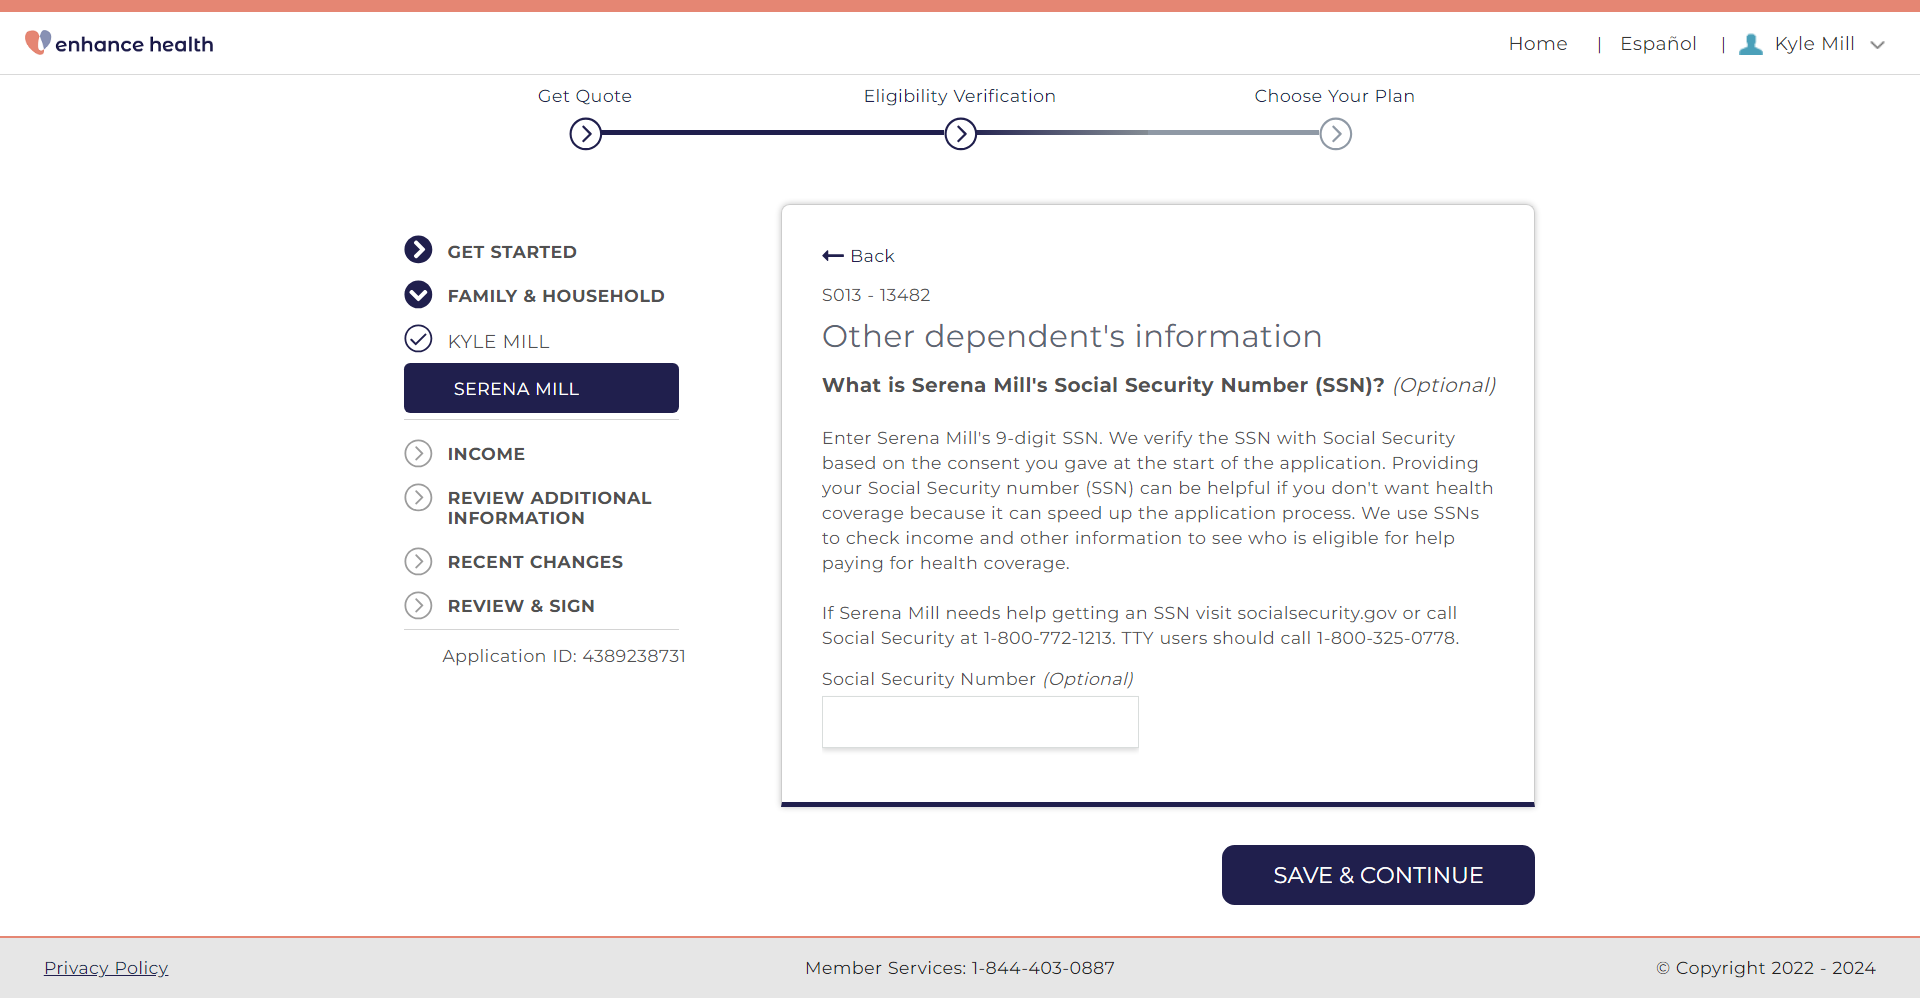 enhance health
Home | Español | Kyle Mill
Get Quote
Eligibility Verification
Choose Your Plan
GET STARTED
FAMILY & HOUSEHOLD
KYLE MILL
SERENA MILL
INCOME
REVIEW ADDITIONAL
INFORMATION
RECENT CHANGES
REVIEW & SIGN
Application ID: 4389238731
Back
S013 - 13482
Other dependent's information
What is Serena Mill's Social Security Number (SSN)? (Optional)
Enter Serena Mill's 9-digit SSN. We verify the SSN with Social Security
based on the consent you gave at the start of the application. Providing
your Social Security number (SSN) can be helpful if you don't want health
coverage because it can speed up the application process. We use SSNs
to check income and other information to see who is eligible for help
paying for health coverage.
If Serena Mill needs help getting an SSN visit socialsecurity.gov or call
Social Security at 1-800-772-1213. TTY users should call 1-800-325-0778.
Social Security Number (Optional)
SAVE & CONTINUE
Privacy Policy
Member Services: 1-844-403-0887
© Copyright 2022 - 2024